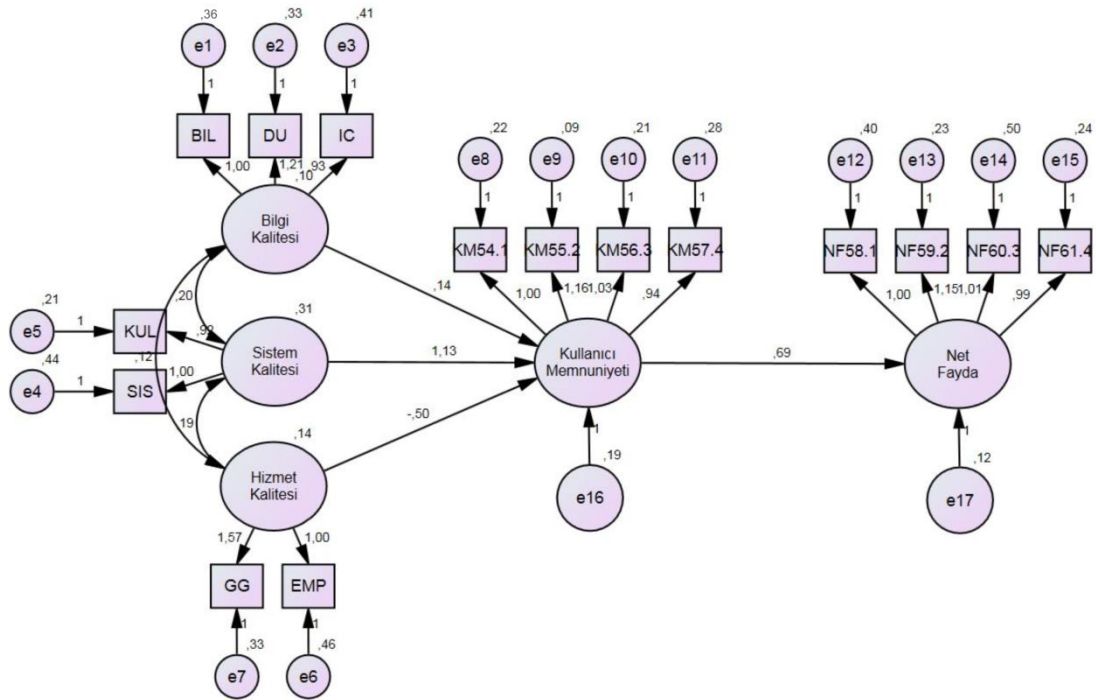 ,36
,33
,41
e1
e2
e3
1
1
1
BIL
DU
IC
1,00
1,21
,93
,10
Bilgi
Kalitesi
,22
,09
,21
,28
e8
e9
e10
e11
1
1
1
1
KM54.1
KM55.2
KM56.3
KM57.4
1,00
1,16
1,03
,94
,40
,23
,50
,24
e12
e13
e14
e15
1
1
1
1
NF58.1
NF59.2
NF60.3
NF61.4
1,00
1,15
1,01
,99
,14
,20
,21
e5
1
KUL
,31
Sistem
Kalitesi
1,13
Kullanıcı
Memnuniyeti
,69
Net
Fayda
,12
,44
e4
1
SIS
1,00
19
-,50
,14
Hizmet
Kalitesi
1
,19
e16
1
,12
e17
1,57
1,00
GG
EMP
1
1
,33
,46
e7
e6